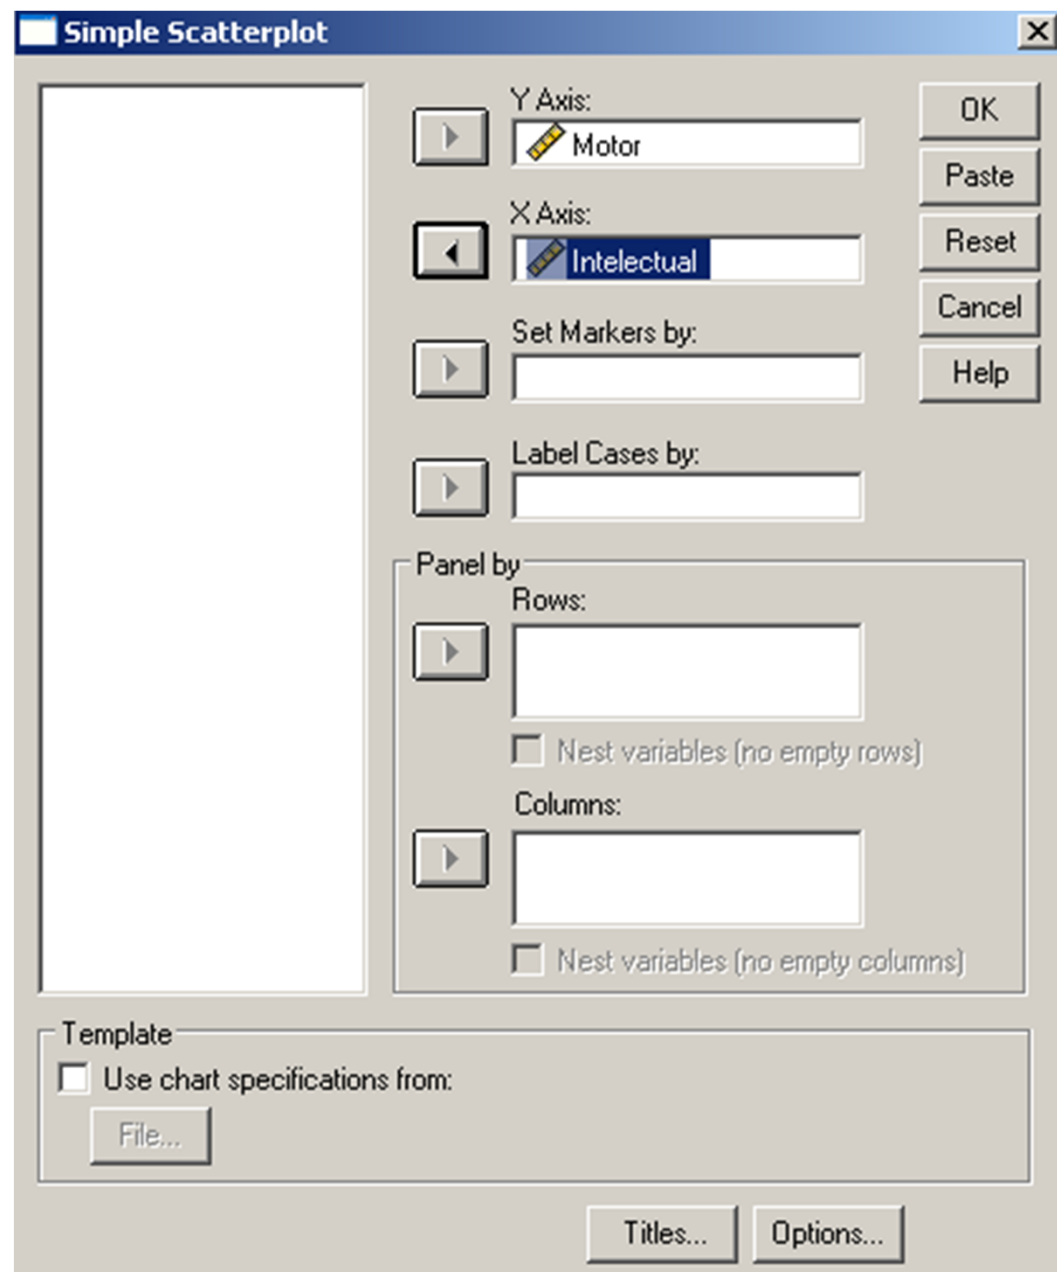 Simple Scatterplot
Y Axis:
Motor
X Axis:
Intelectual
Set Markers by:
Label Cases by:
OK
Paste
Reset
Cancel
Help
Panel by
Rows:
Nest variables (no empty rows)
Columns:
Nest variables (no empty columns)
Template
Use chart specifications from:
File...
Titles...
Options...